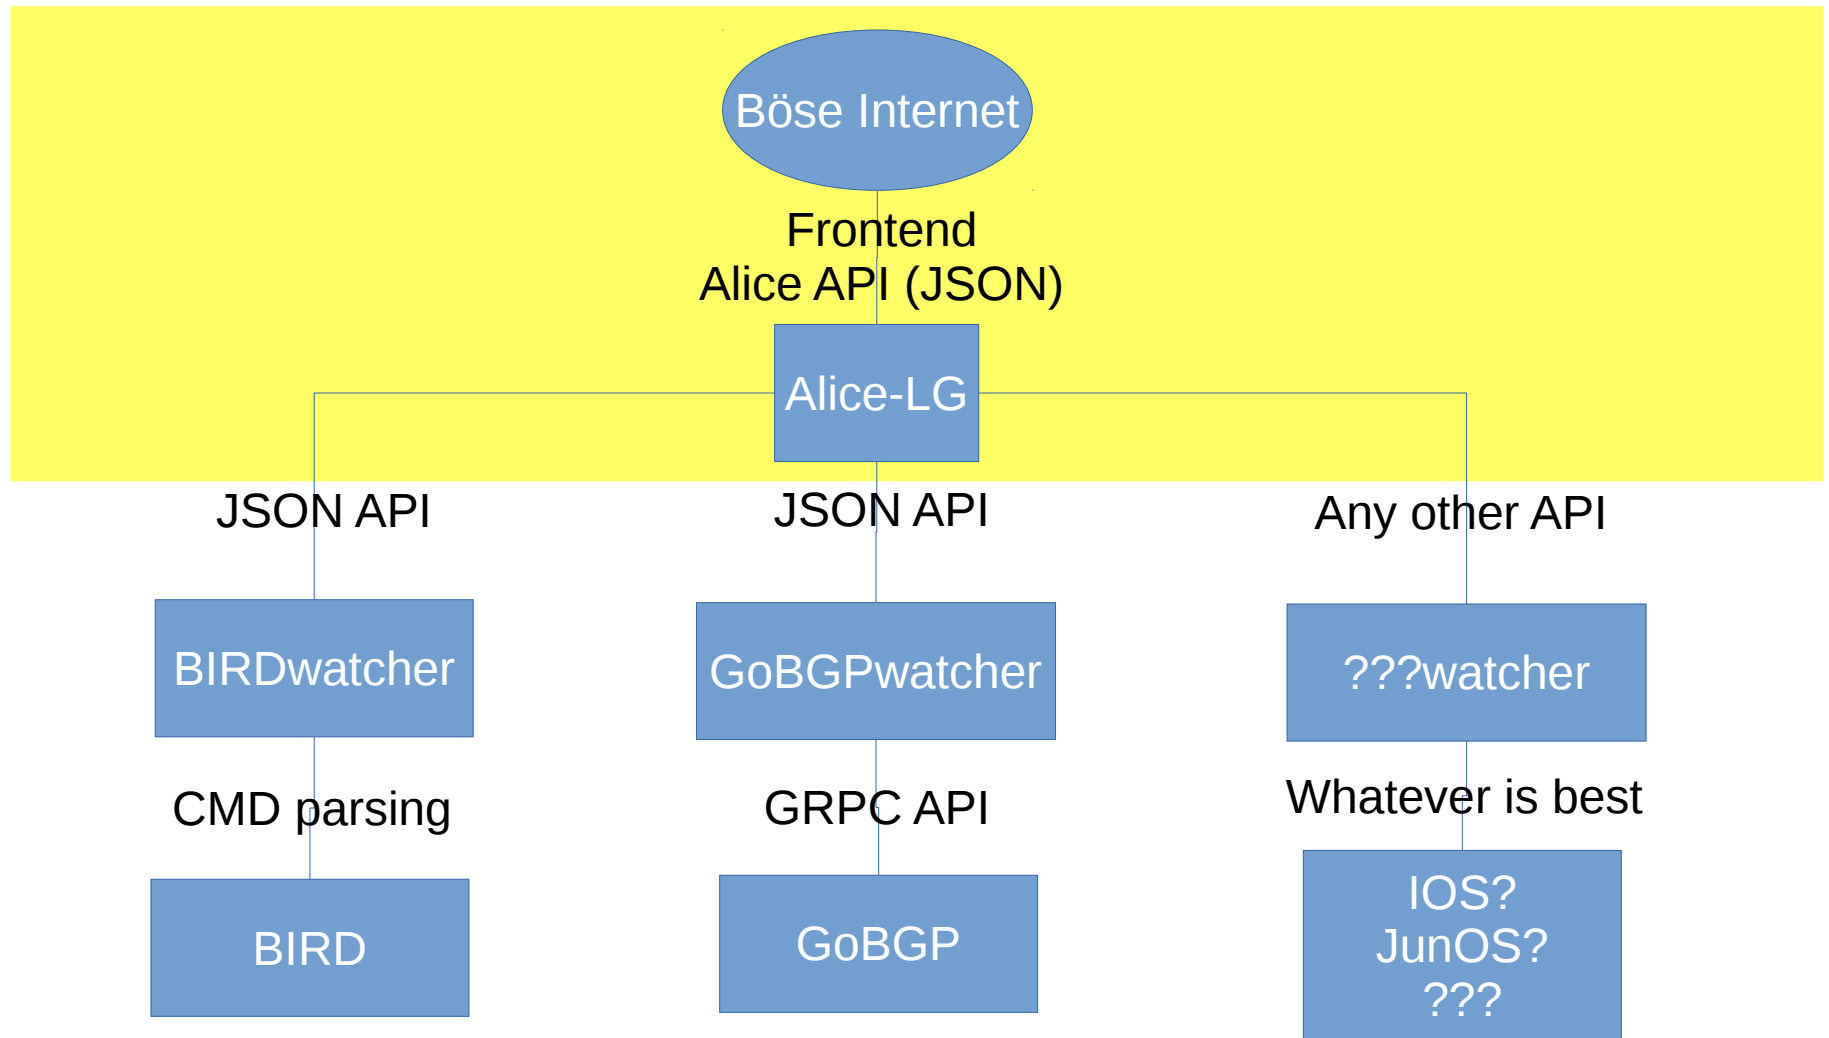 Böse Internet
Frontend
Alice API (JSON)
Alice-LG
JSON API
JSON API
Any other API
BIRDwatcher
GoBGPwatcher
???watcher
CMD parsing
GRPC API
Whatever is best
BIRD
GoBGP
IOS?
JunOS?
???